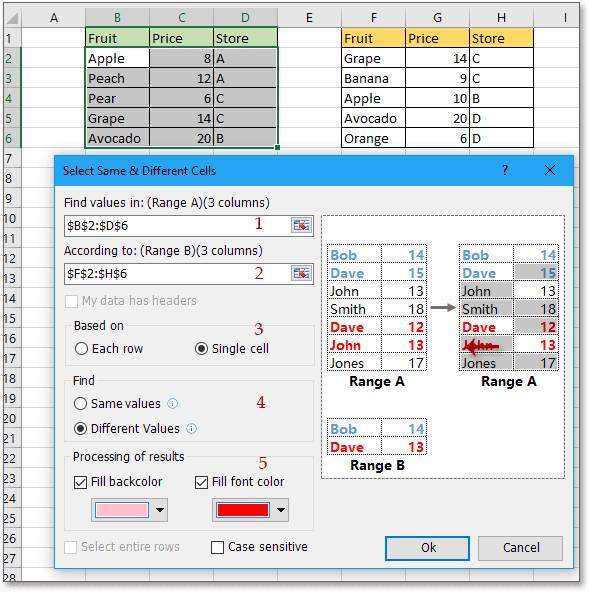 A B C D E F G H I
1 Fruit Price Store Fruit Price Store
2 Apple 8 A Grape 14 C
3 Peach 12 A Banana 9 C
4 Pear 6 C Apple 10 B
5 Grape 14 C Avocado 20 D
6 Avocado 20 B Orange 6 D
7
8
9
10
11
12
13
14
15
16
17
18
19
20
21
22
23
24
25
26
27
28
Select Same & Different Cells ?
Find values in: (Range A)(3 columns)
$B$2:$D$6 1
According to: (Range B)(3 columns)
$F$2:$H$6 2
My data has headers
Based on 3
Each row Single cell
Find
Same values 4
Different Values
Processing of results 5
Fill backcolor Fill font color
Select entire rows Case sensitive
Bob 14 Bob 14
Dave 15 Dave 15
John 13 John 13
Smith 18 Smith 18
Dave 12 Dave 12
John 13 John 13
Jones 17 Jones 17
Range A Range A
Bob 14
Dave 13
Range B
Ok Cancel